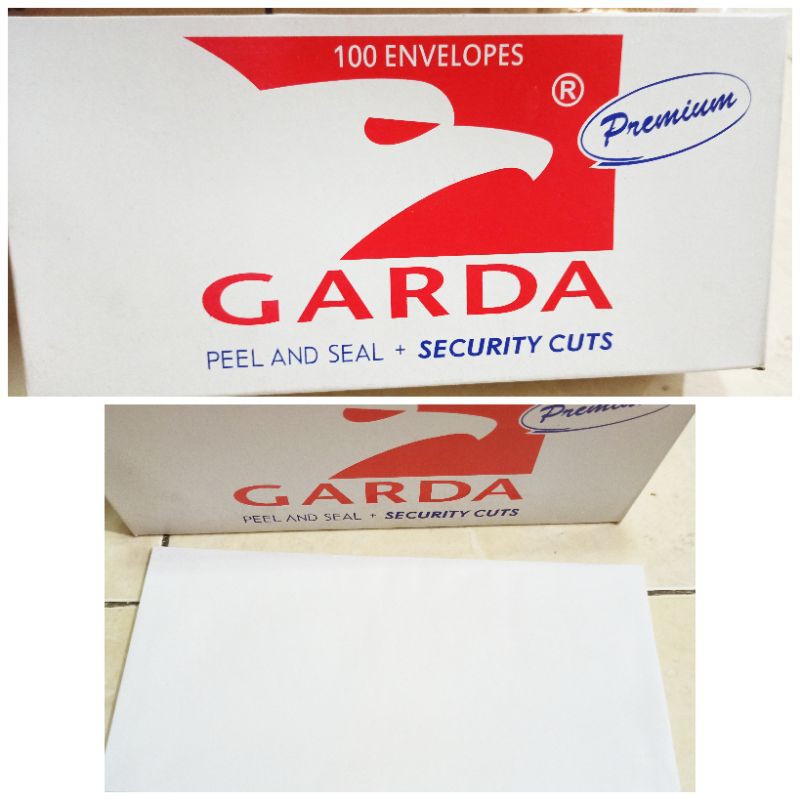 100 ENVELOPES
®
Premium
GARDA
PEEL AND SEAL + SECURITY CUTS
Premium
GARDA
PEEL AND SEAL + SECURITY CUTS